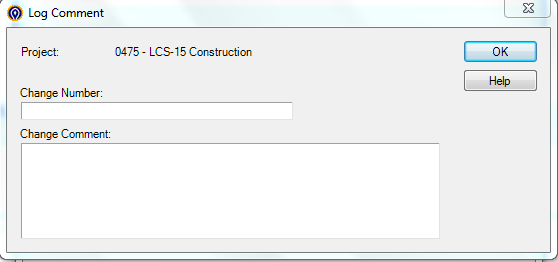 Log Comment
Project: 0475 - LCS-15 Construction
OK
Help
Change Number:
Change Comment: